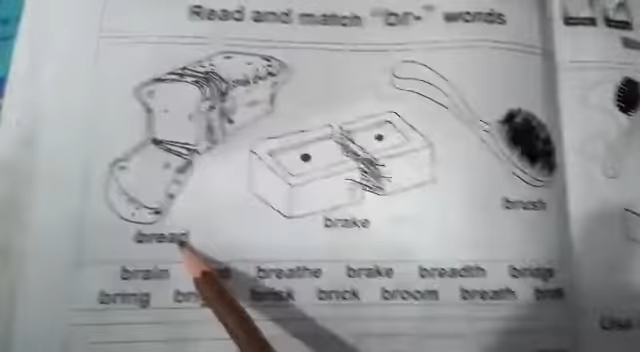 Read and match "br-" words
brush
brake
bread
brain breathe brake breadth bridge
bring brick broom breath